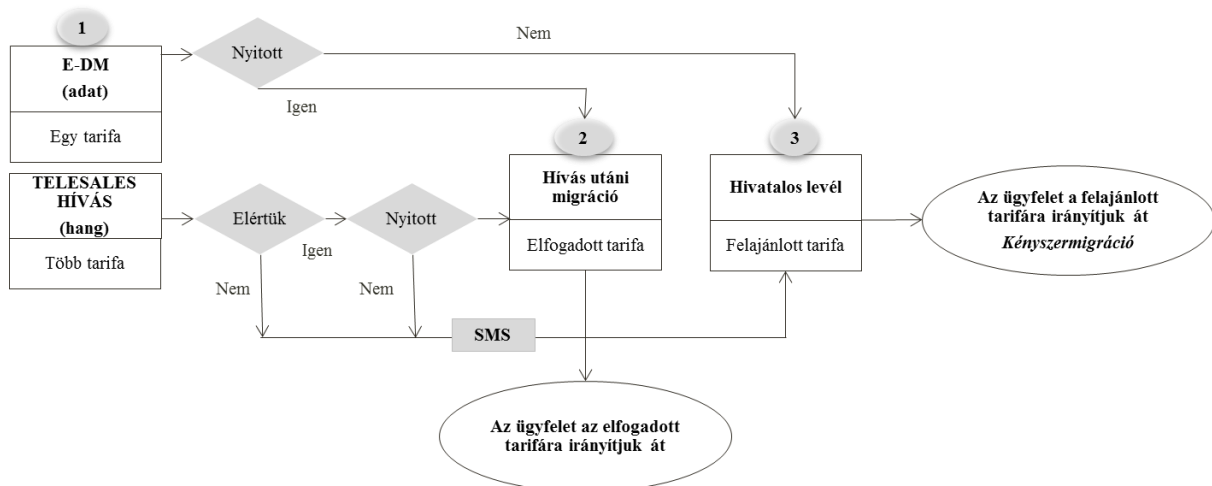 1
E-DM
(adat)
Egy tarifa
Nyitott
Nem
Igen
2
Hívás utáni
migráció
Elfogadott tarifa
3
Hivatalos levél
Felajánlott tarifa
TELESALES
HÍVÁS
(hang)
Több tarifa
Elértük
Igen
Nyitott
Nem
Nem
SMS
Az ügyfelet a felajánlott
tarifára irányítjuk át
Kényszermigráció
Az ügyfelet az elfogadott
tarifára irányítjuk át